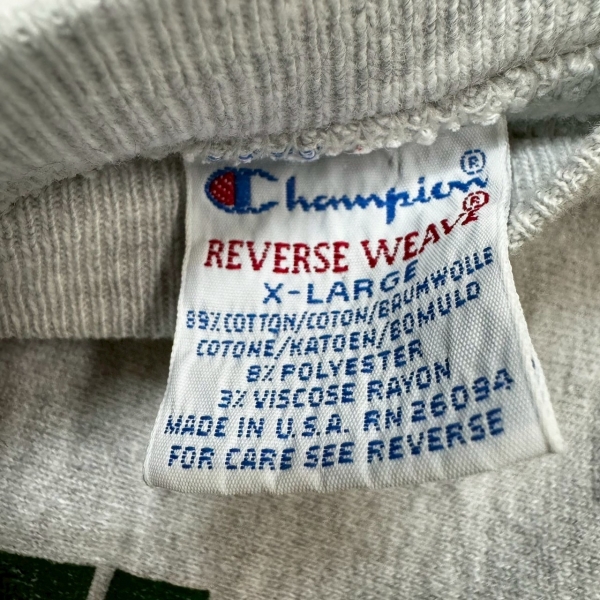 Champion®
REVERSE WEAVE®
X-LARGE
89% COTTON/COTON/BAUMWOLLE
COTONE/KATOEN/BOMULD
8% POLYESTER
3% VISCOSE RAYON
MADE IN U.S.A. RN 26094
FOR CARE SEE REVERSE